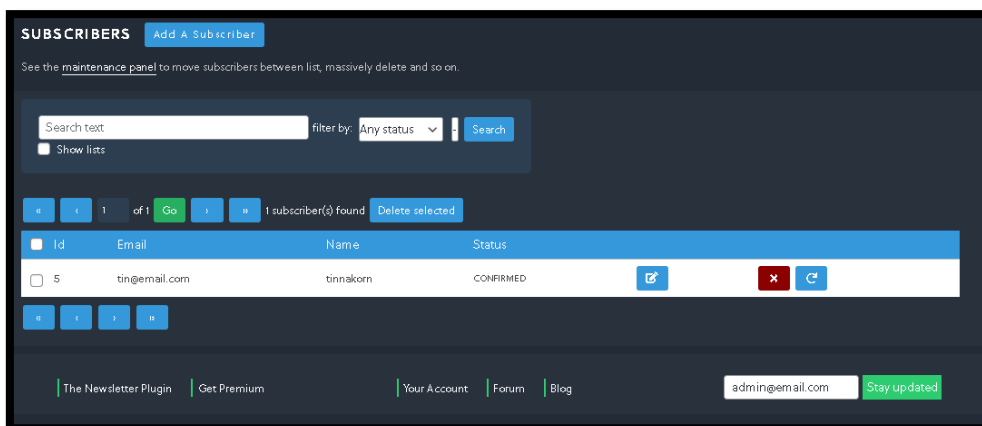 SUBSCRIBERS Add A Subscriber
See the maintenance panel to move subscribers between list, massively delete and so on.
Search text filter by: Any status - Search
Show lists
« ‹ 1 of 1 Go › » 1 subscriber(s) found Delete selected
Id Email Name Status
5 tin@email.com tinnakorn CONFIRMED
« ‹ › »
The Newsletter Plugin Get Premium Your Account Forum Blog admin@email.com Stay updated